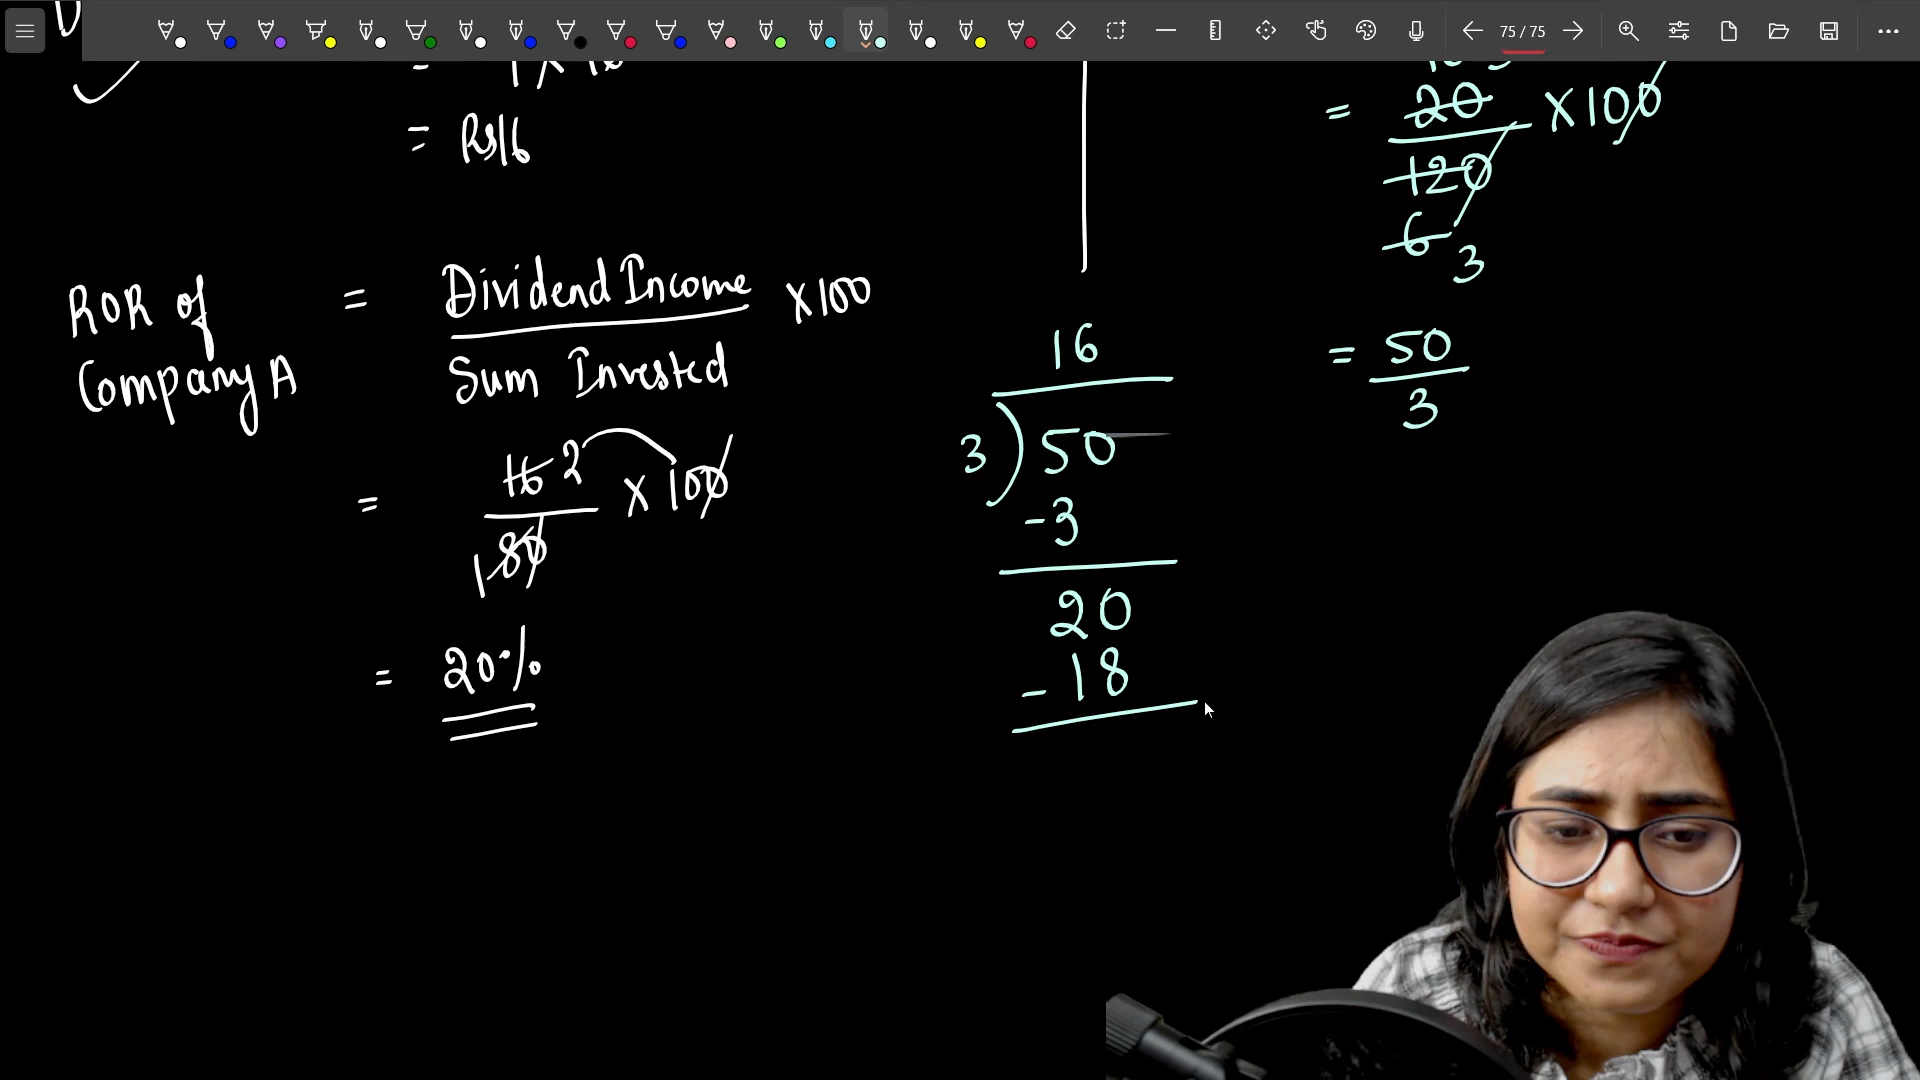 75 / 75
= Rs16
ROR of Company A = Dividend Income / Sum Invested X 100
= 16 2 / 1 80 X 100
= 20%
16
3 ) 50
- 3
20
- 18
= 20 / 120 X 100
6 3
= 50 / 3